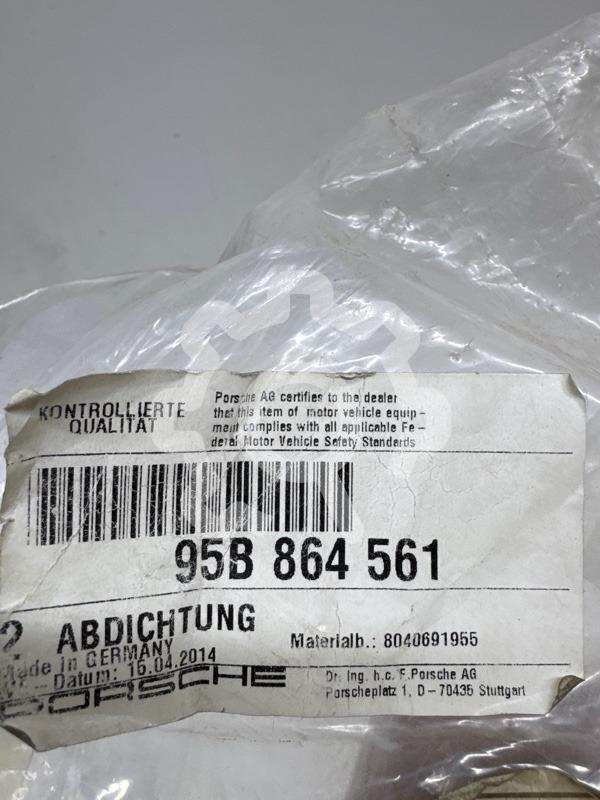 KONTROLLIERTE
QUALITÄT
Porsche AG certifies to the dealer
that this item of motor vehicle equip-
ment complies with all applicable Fe-
deral Motor Vehicle Safety Standards
95B 864 561
2 ABDICHTUNG
Materialb.: 8040691955
Made in GERMANY
VE - Datum: 15.04.2014
PORSCHE
Dr. Ing. h.c. F.Porsche AG
Porscheplatz 1, D-70435 Stuttgart